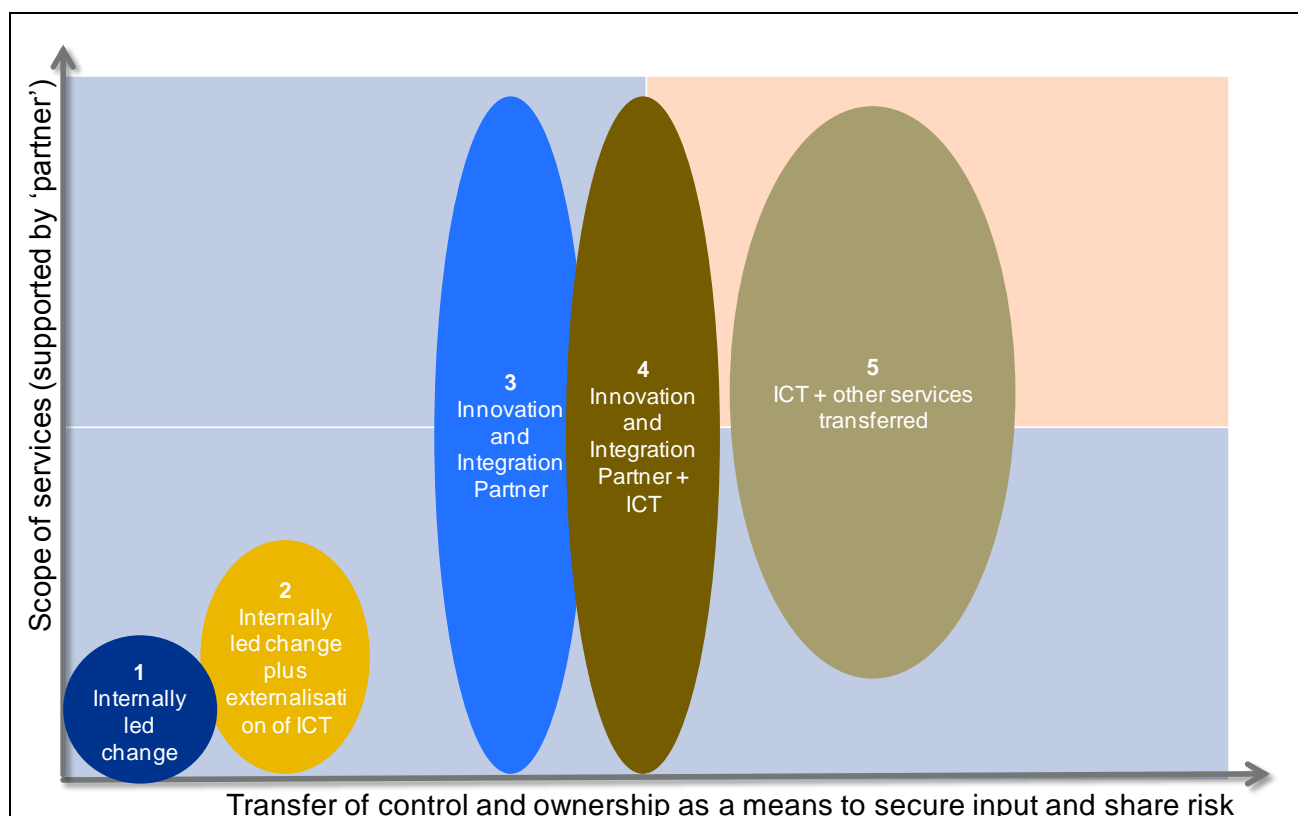 Scope of services (supported by ‘partner’)
1
Internally
led
change
2
Internally
led change
plus
externalisati
on of ICT
3
Innovation
and
Integration
Partner
4
Innovation
and
Integration
Partner +
ICT
5
ICT + other services
transferred
Transfer of control and ownership as a means to secure input and share risk